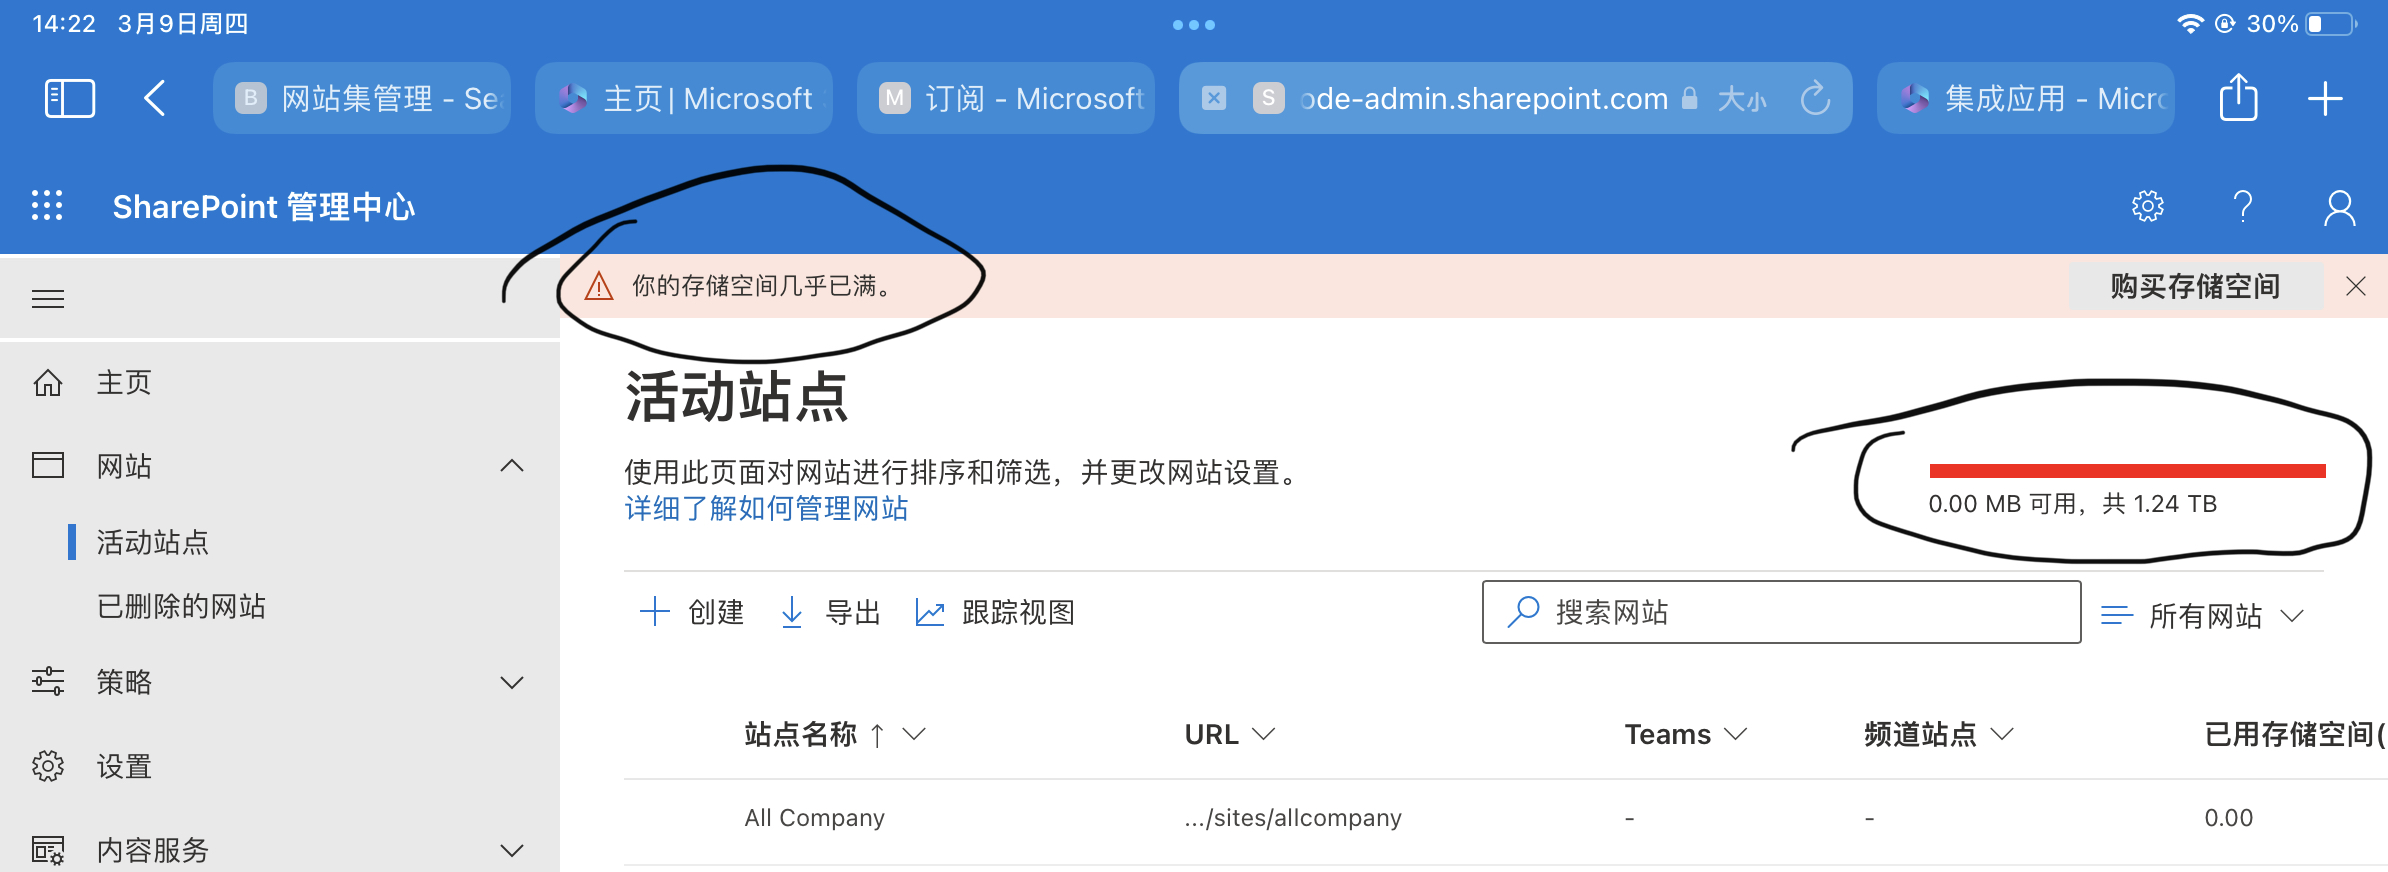 14:22 3月9日周四
30%
B 网站集管理 - Se
主页 | Microsoft
M 订阅 - Microsoft
S ode-admin.sharepoint.com 大小
集成应用 - Micro
SharePoint 管理中心
你的存储空间几乎已满。
购买存储空间
主页
网站
活动站点
已删除的网站
策略
设置
内容服务
活动站点
使用此页面对网站进行排序和筛选，并更改网站设置。
详细了解如何管理网站
0.00 MB 可用，共 1.24 TB
创建 导出 跟踪视图
搜索网站
所有网站
站点名称 URL Teams 频道站点 已用存储空间(
All Company .../sites/allcompany - - 0.00